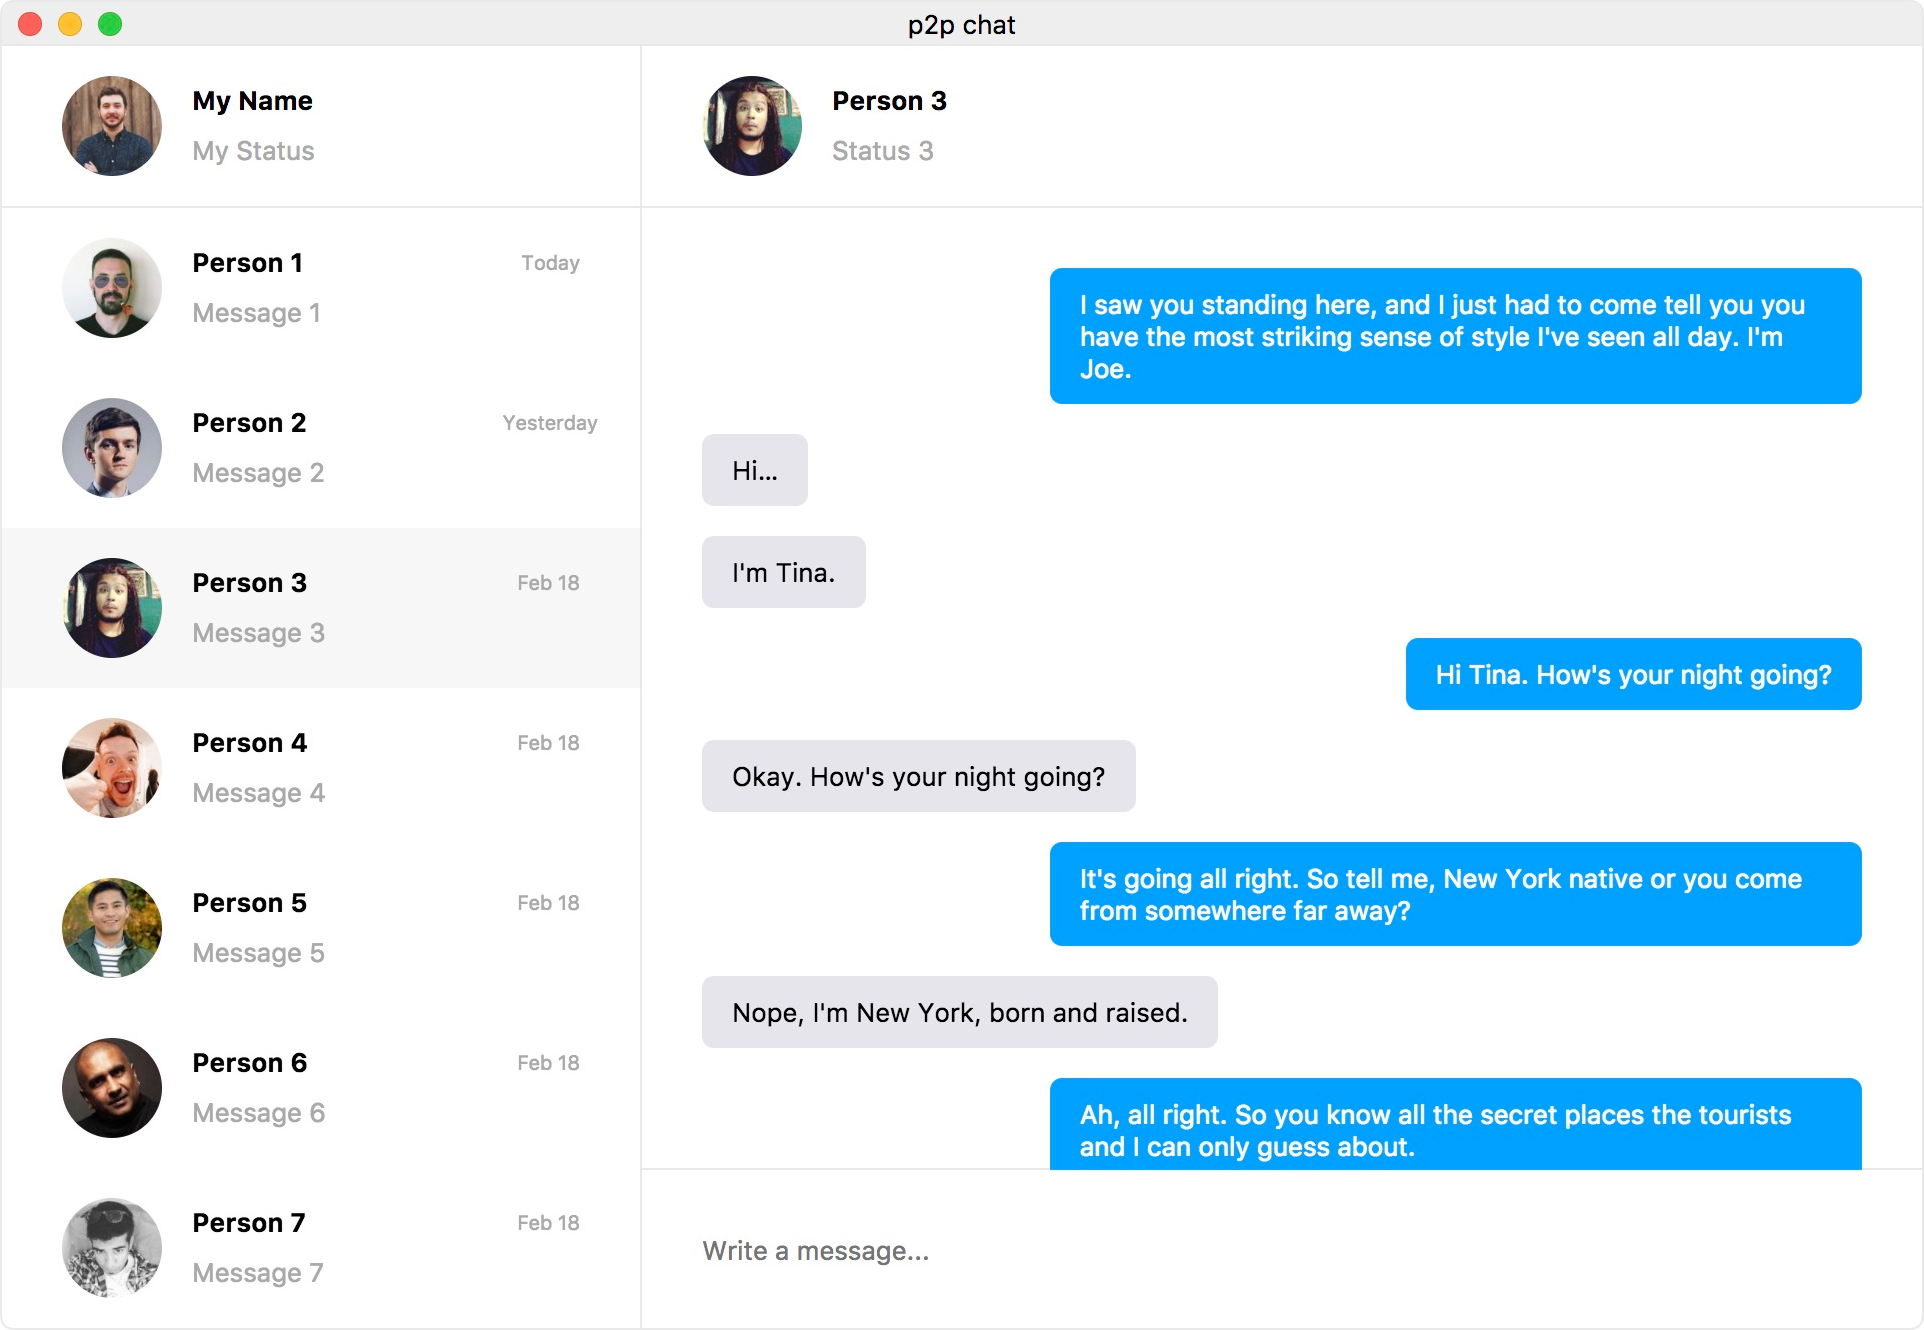 p2p chat
My Name
My Status
Person 1
Today
Message 1
Person 2
Yesterday
Message 2
Person 3
Feb 18
Message 3
Person 4
Feb 18
Message 4
Person 5
Feb 18
Message 5
Person 6
Feb 18
Message 6
Person 7
Feb 18
Message 7
Person 3
Status 3
I saw you standing here, and I just had to come tell you you
have the most striking sense of style I've seen all day. I'm
Joe.
Hi...
I'm Tina.
Hi Tina. How's your night going?
Okay. How's your night going?
It's going all right. So tell me, New York native or you come
from somewhere far away?
Nope, I'm New York, born and raised.
Ah, all right. So you know all the secret places the tourists
and I can only guess about.
Write a message...